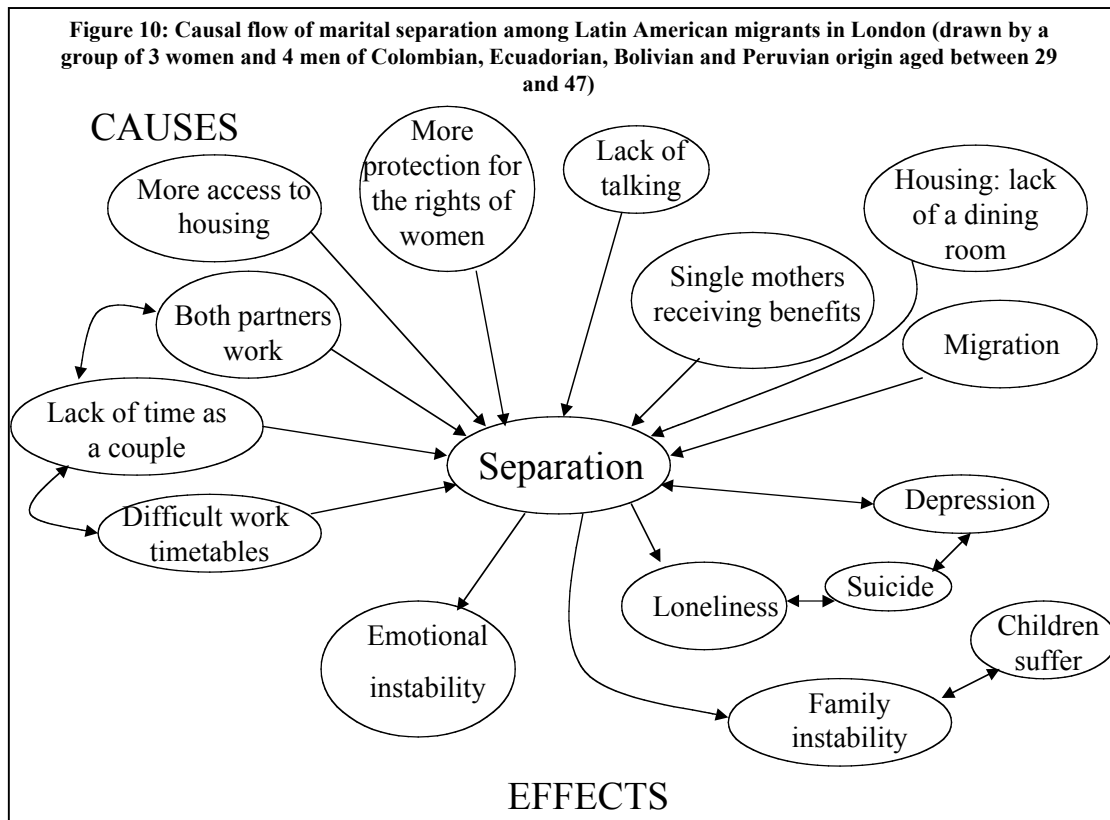 Figure 10: Causal flow of marital separation among Latin American migrants in London (drawn by a
group of 3 women and 4 men of Colombian, Ecuadorian, Bolivian and Peruvian origin aged between 29
and 47)
CAUSES
More access to
housing
More
protection for
the rights of
women
Lack of
talking
Housing: lack
of a dining
room
Both partners
work
Single mothers
receiving benefits
Migration
Lack of time as
a couple
Separation
Difficult work
timetables
Depression
Emotional
instability
Loneliness
Suicide
Children
suffer
Family
instability
EFFECTS